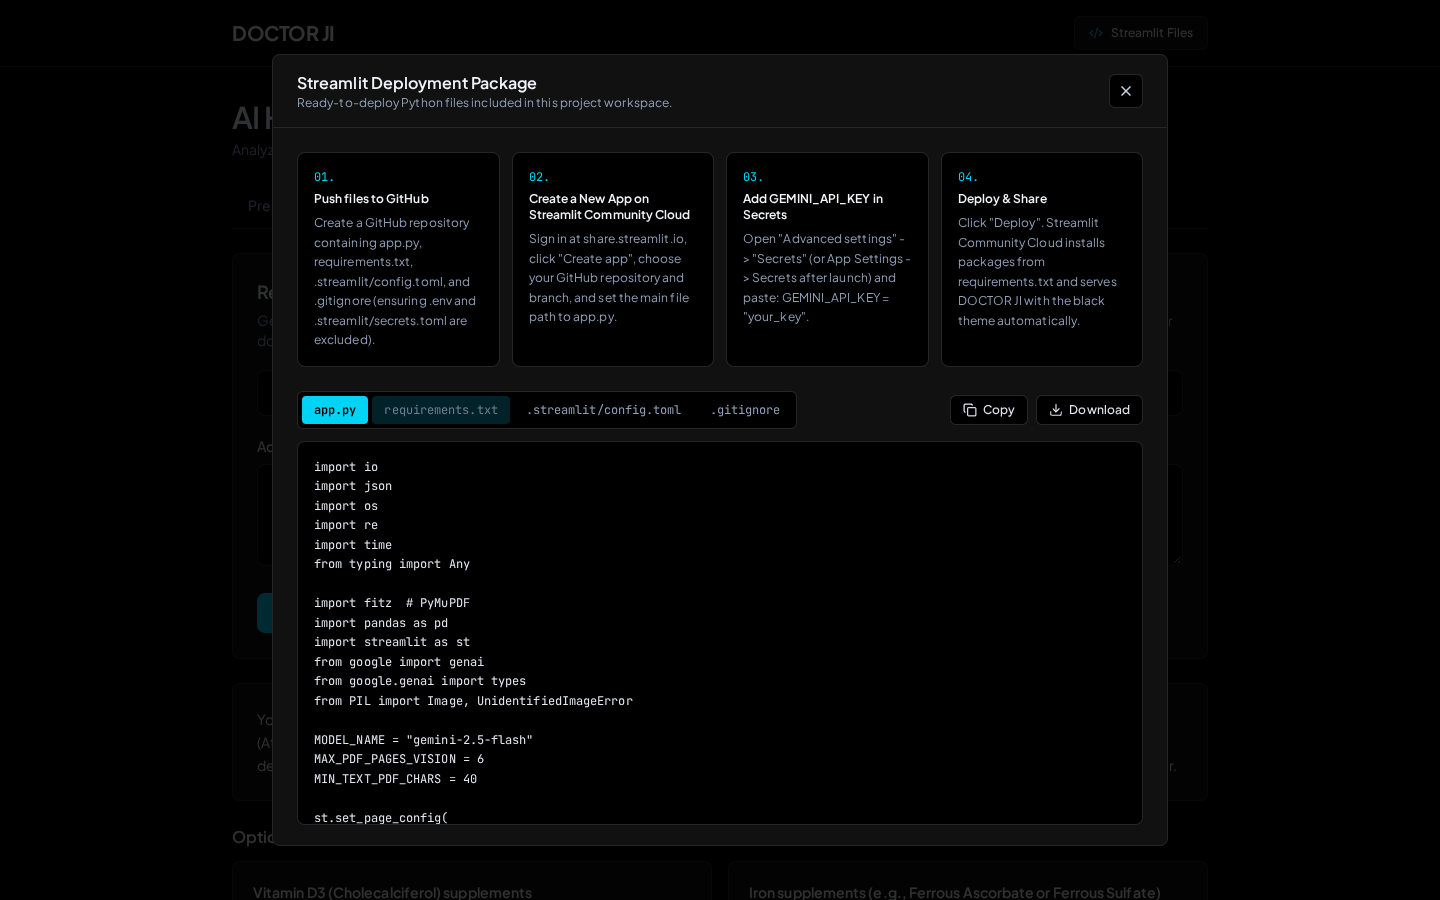 DOCTOR JI
Streamlit Files
Streamlit Deployment Package
Ready-to-deploy Python files included in this project workspace.
AI
Analyz
Pre
01.
Push files to GitHub
Create a GitHub repository
containing app.py,
requirements.txt,
.streamlit/config.toml, and
.gitignore (ensuring .env and
.streamlit/secrets.toml are
excluded).
02.
Create a New App on
Streamlit Community Cloud
Sign in at share.streamlit.io,
click "Create app", choose
your GitHub repository and
branch, and set the main file
path to app.py.
03.
Add GEMINI_API_KEY in
Secrets
Open "Advanced settings" -
> "Secrets" (or App Settings -
> Secrets after launch) and
paste: GEMINI_API_KEY =
"your_key".
04.
Deploy & Share
Click "Deploy". Streamlit
Community Cloud installs
packages from
requirements.txt and serves
DOCTOR JI with the black
theme automatically.
app.py
requirements.txt
.streamlit/config.toml
.gitignore
Copy
Download
import io
import json
import os
import re
import time
from typing import Any
import fitz # PyMuPDF
import pandas as pd
import streamlit as st
from google import genai
from google.genai import types
from PIL import Image, UnidentifiedImageError
MODEL_NAME = "gemini-2.5-flash"
MAX_PDF_PAGES_VISION = 6
MIN_TEXT_PDF_CHARS = 40
st.set_page_config(
Optio
Vitamin D3 (Cholecalciferol) supplements
Iron supplements (e.g., Ferrous Ascorbate or Ferrous Sulfate)